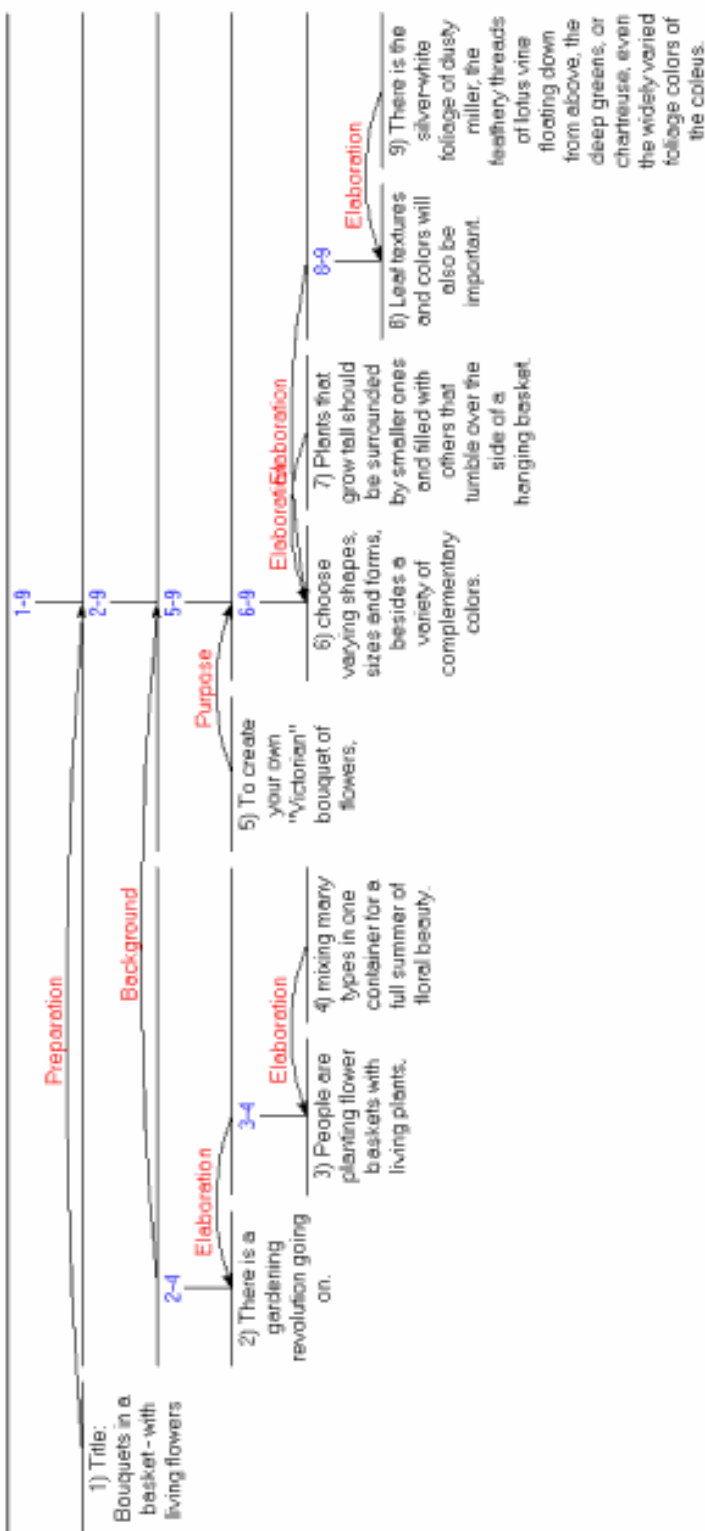 1-9
Preparation
1) Title:
Bouquets in a
basket - with
living flowers
2-9
Background
2-4
5-9
Elaboration
2) There is a
gardening
revolution going
on.
3-4
Elaboration
3) People are
planting flower
baskets with
living plants,
4) mixing many
types in one
container for a
full summer of
floral beauty.
Purpose
5) To create
your own
"Victorian"
bouquet of
flowers,
6-9
Elaboration
Elaboration
6) choose
varying shapes,
sizes and forms,
besides a
variety of
complementary
colors.
7) Plants that
grow tall should
be surrounded
by smaller ones
and filled with
others that
tumble over the
side of a
hanging basket.
8-9
Elaboration
8) Leaf textures
and colors will
also be
important.
9) There is the
silver-white
foliage of dusty
miller, the
feathery threads
of lotus vine
floating down
from above, the
deep greens, or
chartreuse, even
the widely varied
foliage colors of
the coleus.